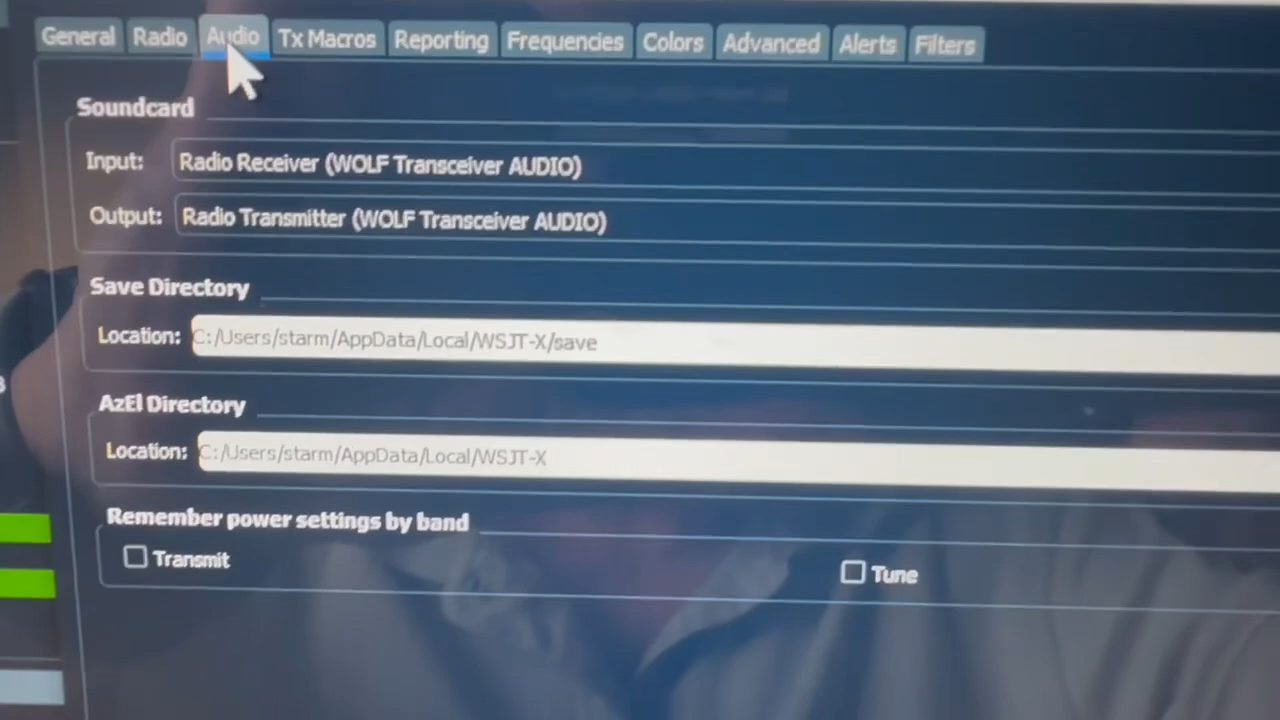 General Radio Audio Tx Macros Reporting Frequencies Colors Advanced Alerts Filters
Soundcard
Input: Radio Receiver (WOLF Transceiver AUDIO)
Output: Radio Transmitter (WOLF Transceiver AUDIO)
Save Directory
Location: C:/Users/starm/AppData/Local/WSJT-X/save
AzEl Directory
Location: C:/Users/starm/AppData/Local/WSJT-X
Remember power settings by band
Transmit Tune